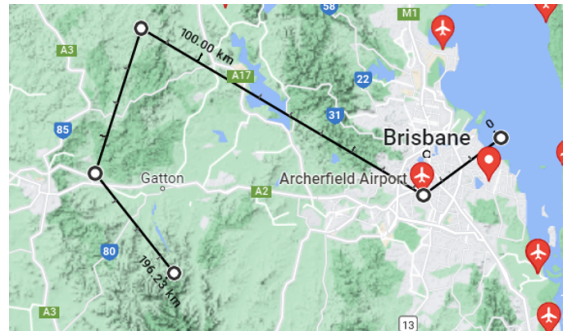 58
M1
A3
100.00 km
A17
22
31
85
0
Brisbane
Gatton
Archerfield Airport
A2
80
196.23 km
A3
13